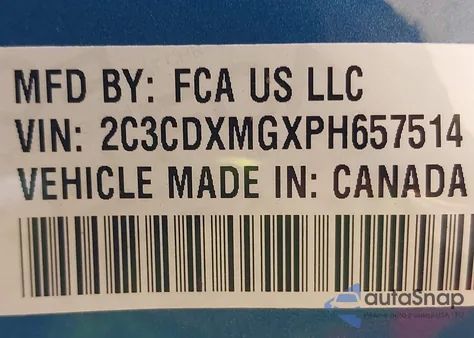 MFD BY: FCA US LLC
VIN: 2C3CDXMGXPH657514
VEHICLE MADE IN: CANADA
autoSnap